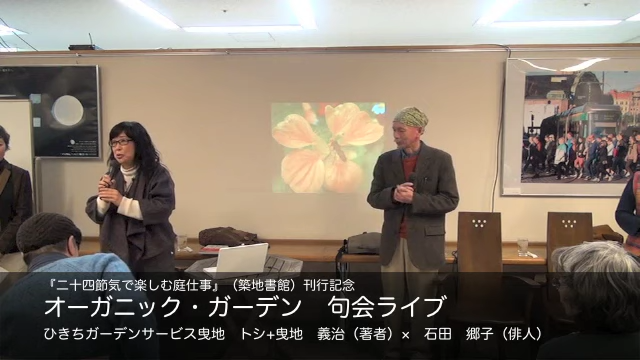 『二十四節気で楽しむ庭仕事』（築地書館）刊行記念
オーガニック・ガーデン　句会ライブ
ひきちガーデンサービス曳地　トシ+曳地　義治（著者）×　石田　郷子（俳人）